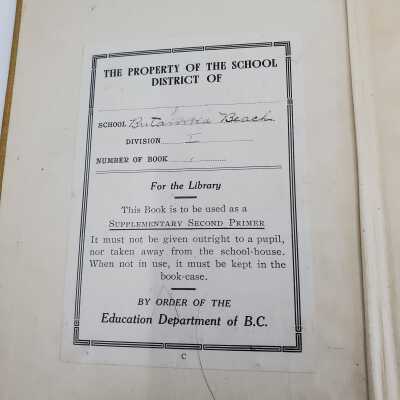 THE PROPERTY OF THE SCHOOL
DISTRICT OF
SCHOOL Britannia Beach
DIVISION I
NUMBER OF BOOK
For the Library
This Book is to be used as a
SUPPLEMENTARY SECOND PRIMER
It must not be given outright to a pupil,
nor taken away from the school-house.
When not in use, it must be kept in the
book-case.
BY ORDER OF THE
Education Department of B.C.
C